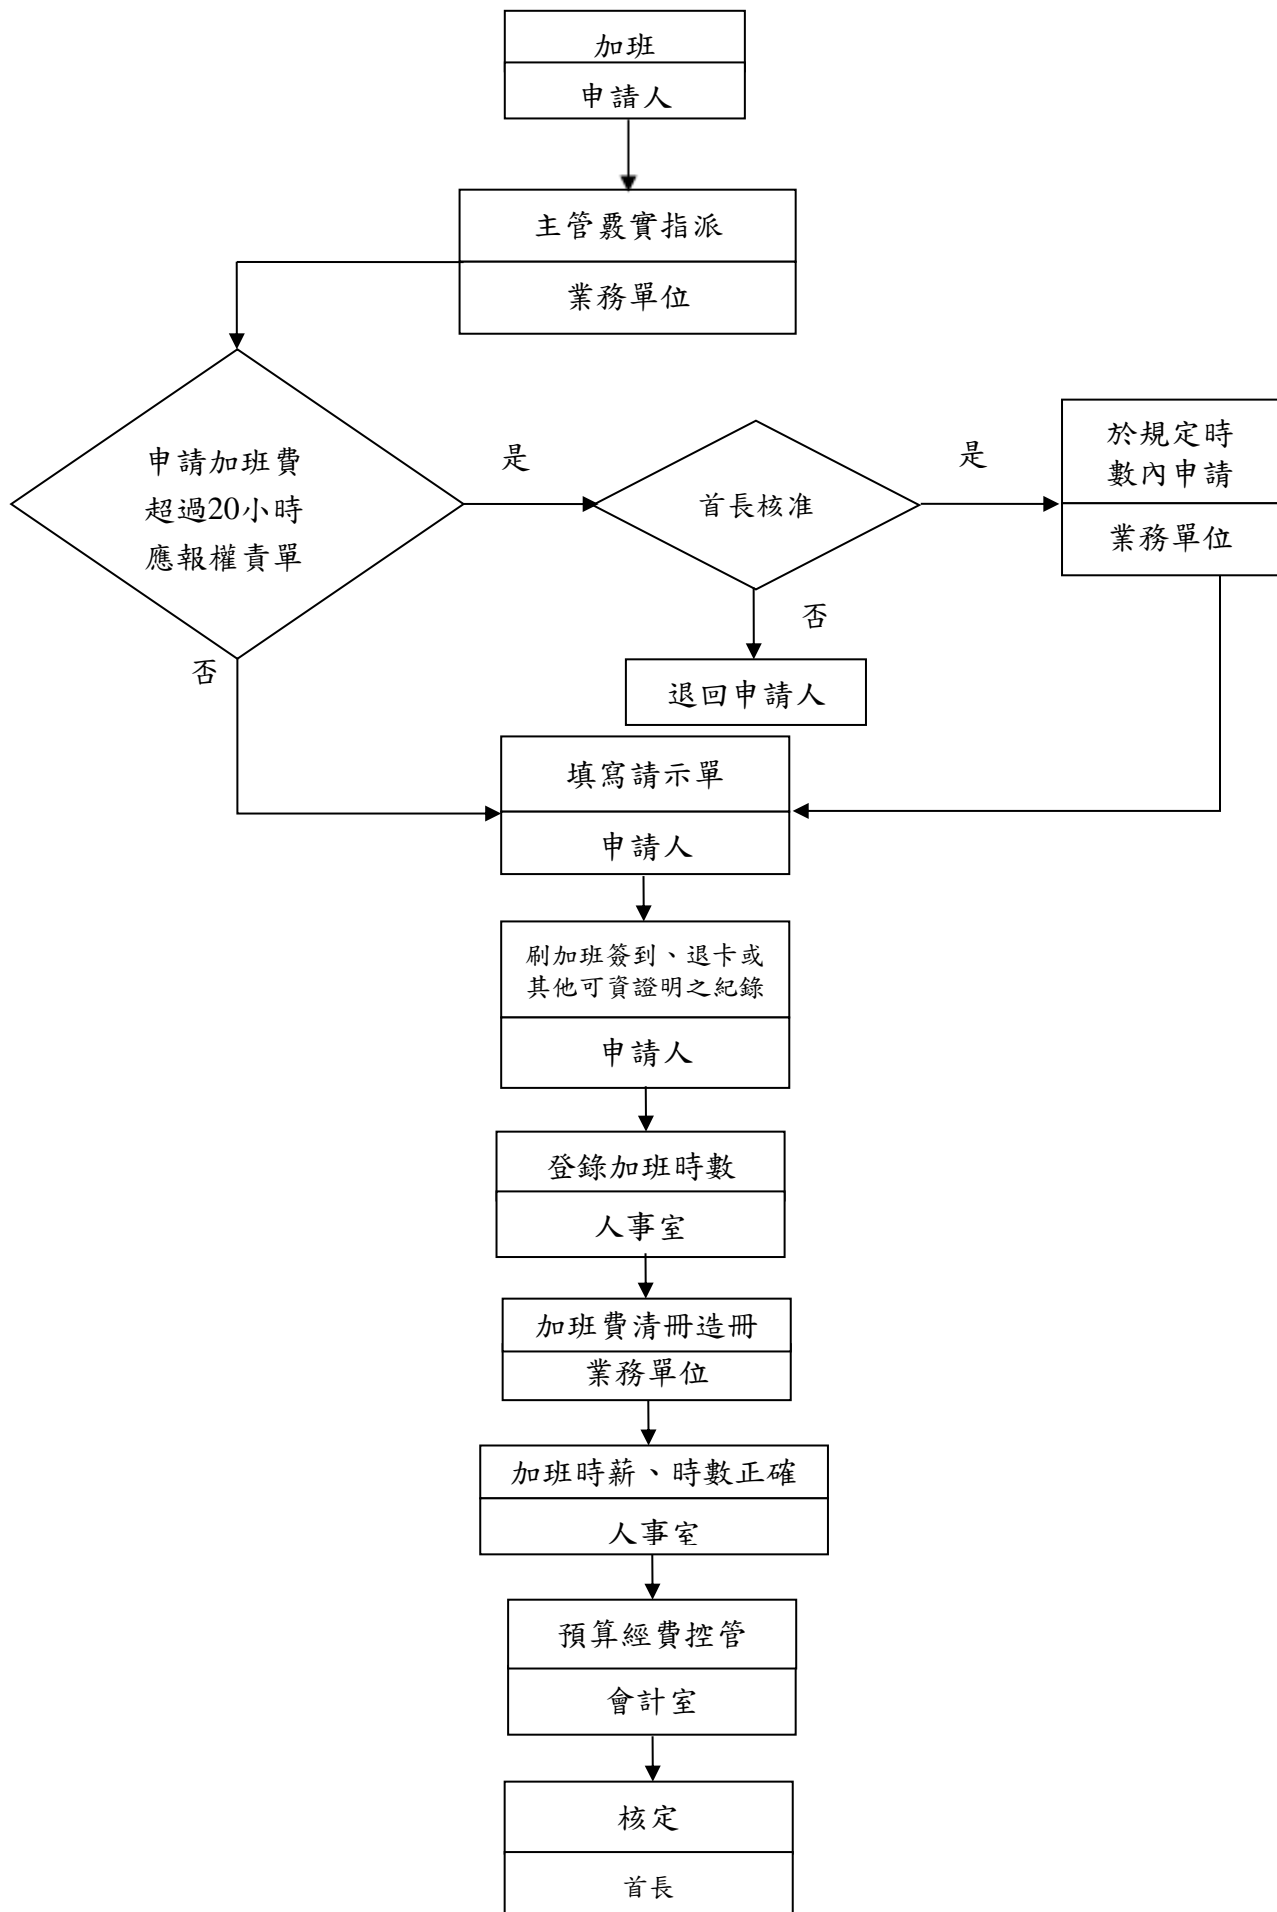 加班
申請人
主管覈實指派
業務單位
申請加班費
超過20小時
應報權責單
是
首長核准
是
於規定時
數內申請
業務單位
否
退回申請人
否
填寫請示單
申請人
刷加班簽到、退卡或
其他可資證明之紀錄
申請人
登錄加班時數
人事室
加班費清冊造冊
業務單位
加班時薪、時數正確
人事室
預算經費控管
會計室
核定
首長